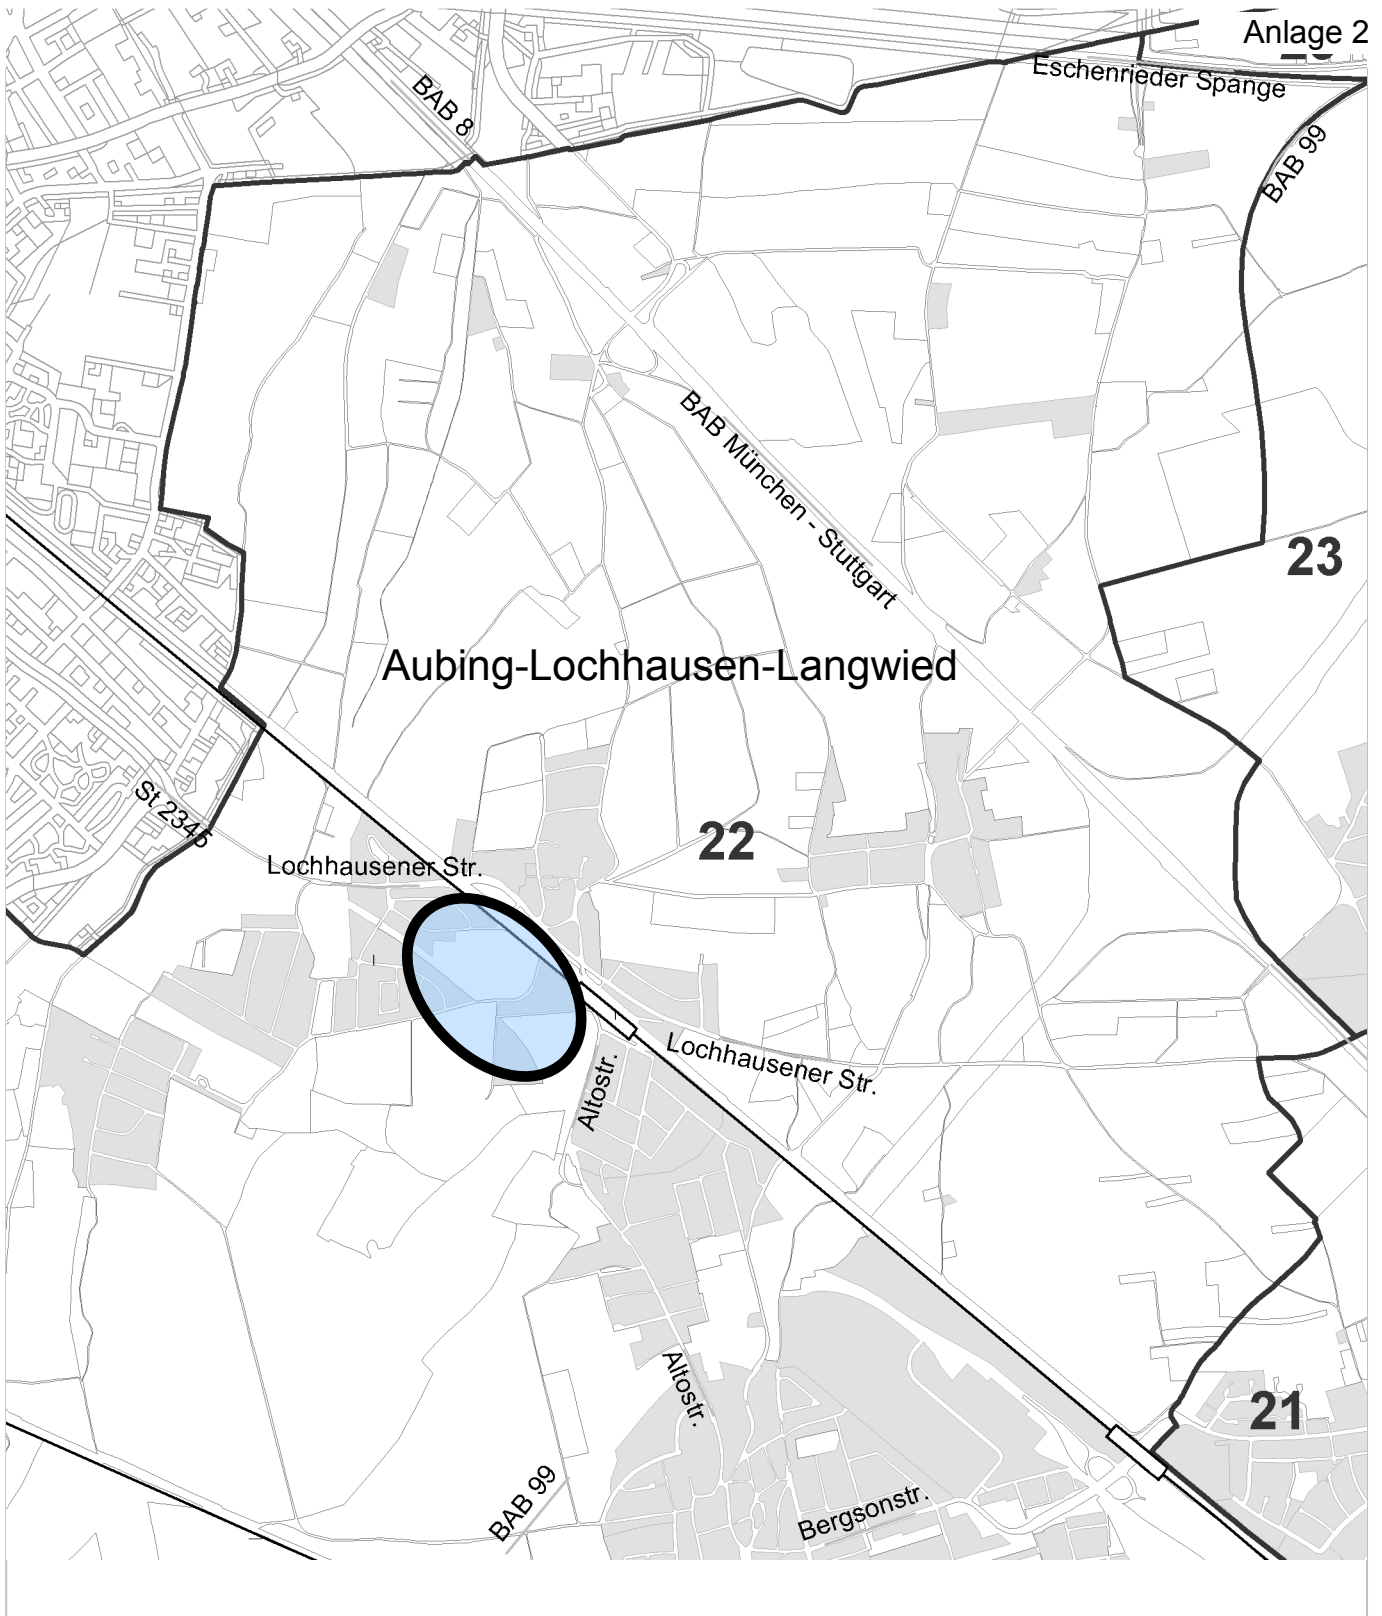 Anlage 2
Eschenrieder Spange
BAB 8
BAB 99
BAB München - Stuttgart
23
Aubing-Lochhausen-Langwied
St 2345
22
Lochhausener Str.
Lochhausener Str.
Altostr.
Altostr.
21
BAB 99
Bergsonstr.